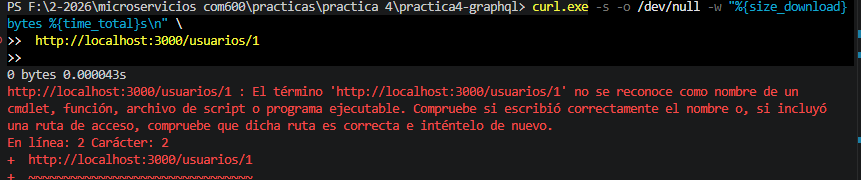 PS F:\2-2026\microservicios com600\practicas\practica 4\practica4-graphql> curl.exe -s -o /dev/null -w "%{size_download}
bytes %{time_total}s\n" \
>>  http://localhost:3000/usuarios/1
>>
0 bytes 0.000043s
http://localhost:3000/usuarios/1 : El término 'http://localhost:3000/usuarios/1' no se reconoce como nombre de un
cmdlet, función, archivo de script o programa ejecutable. Compruebe si escribió correctamente el nombre o, si incluyó
una ruta de acceso, compruebe que dicha ruta es correcta e inténtelo de nuevo.
En línea: 2 Carácter: 2
+  http://localhost:3000/usuarios/1
+  ~~~~~~~~~~~~~~~~~~~~~~~~~~~~~~~~